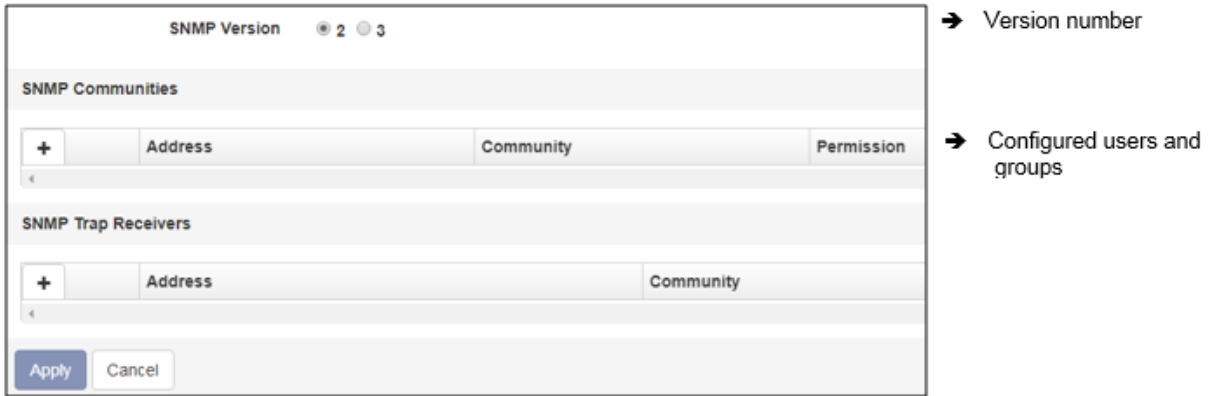 SNMP Version 2 3 ➔ Version number
SNMP Communities
+ Address Community Permission ➔ Configured users and
groups
SNMP Trap Receivers
+ Address Community
Apply Cancel